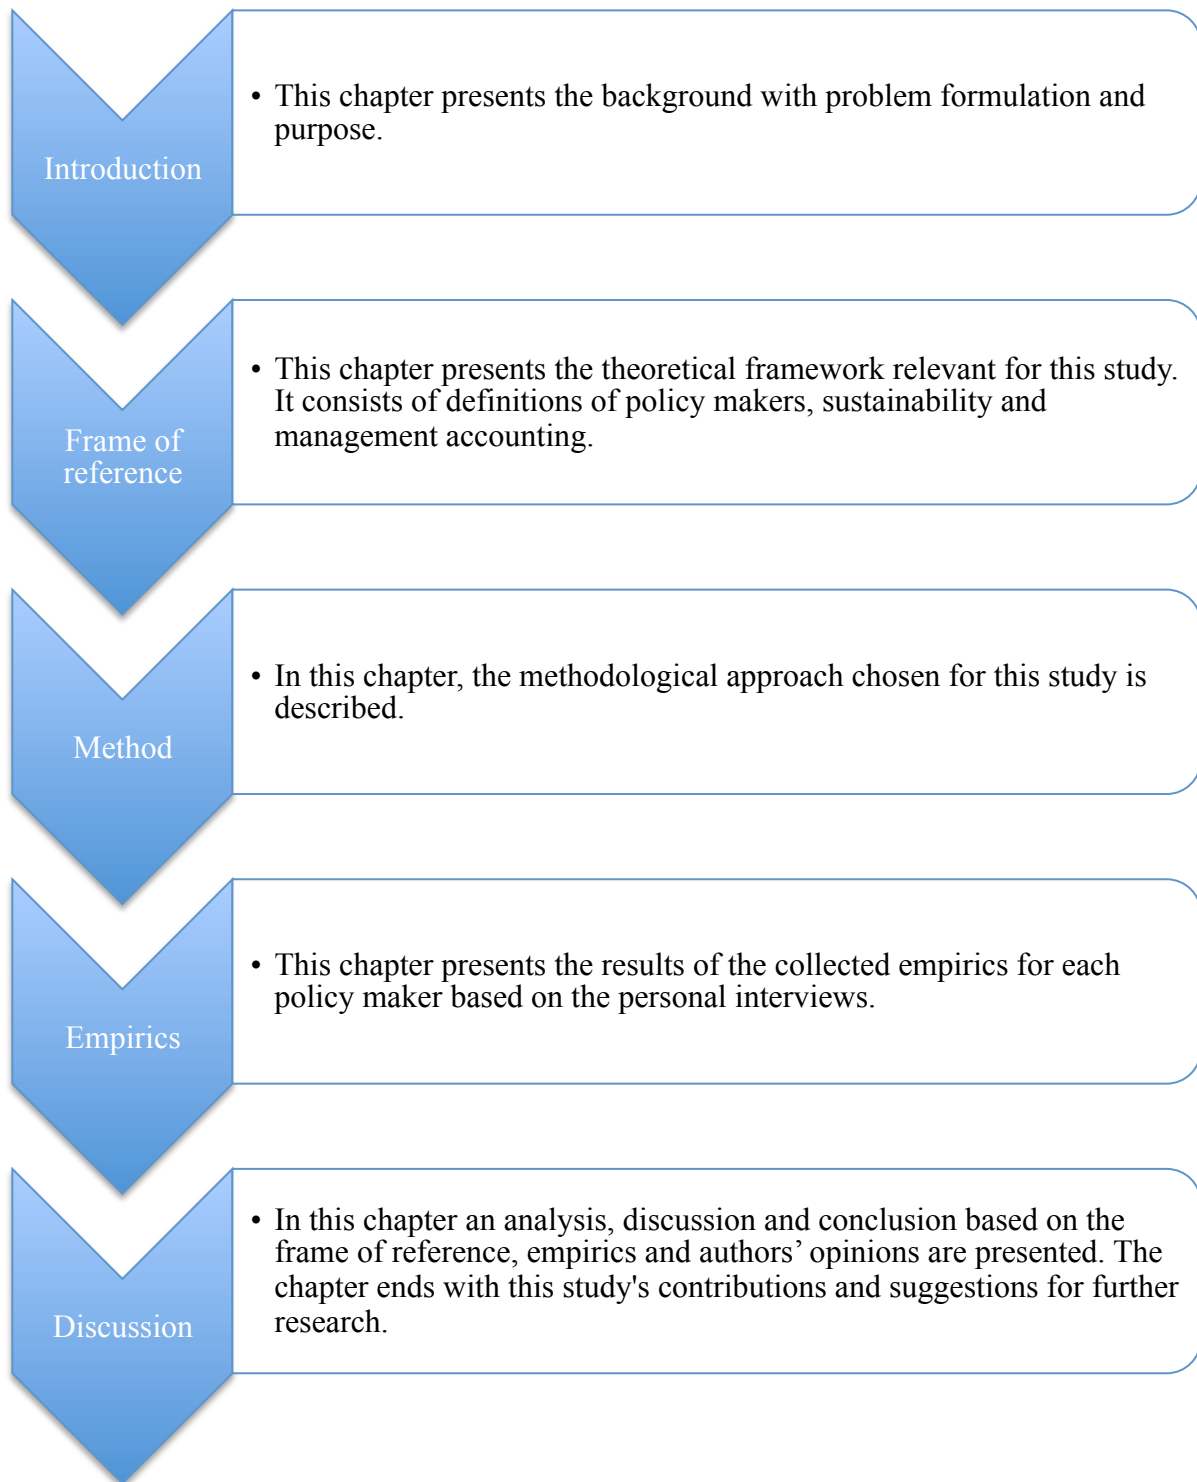 Introduction
• This chapter presents the background with problem formulation and
purpose.
Frame of
reference
• This chapter presents the theoretical framework relevant for this study.
It consists of definitions of policy makers, sustainability and
management accounting.
Method
• In this chapter, the methodological approach chosen for this study is
described.
Empirics
• This chapter presents the results of the collected empirics for each
policy maker based on the personal interviews.
Discussion
• In this chapter an analysis, discussion and conclusion based on the
frame of reference, empirics and authors’ opinions are presented. The
chapter ends with this study's contributions and suggestions for further
research.